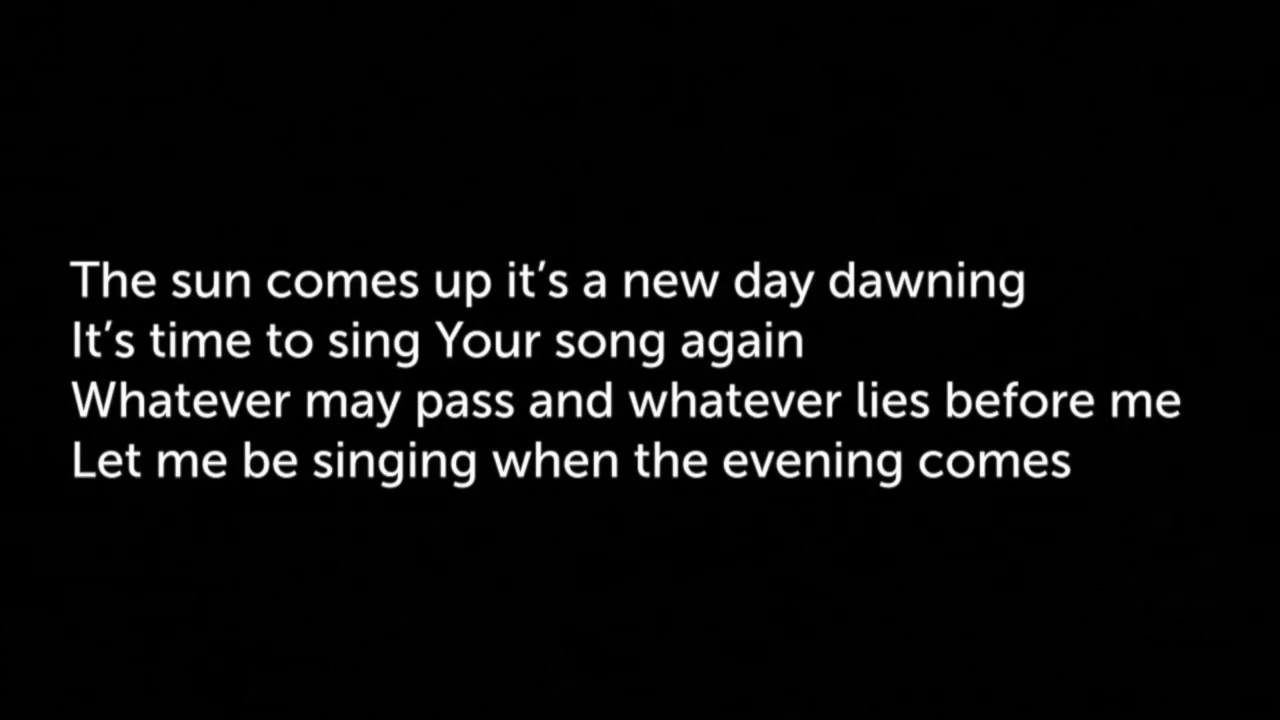 The sun comes up it’s a new day dawning
It’s time to sing Your song again
Whatever may pass and whatever lies before me
Let me be singing when the evening comes